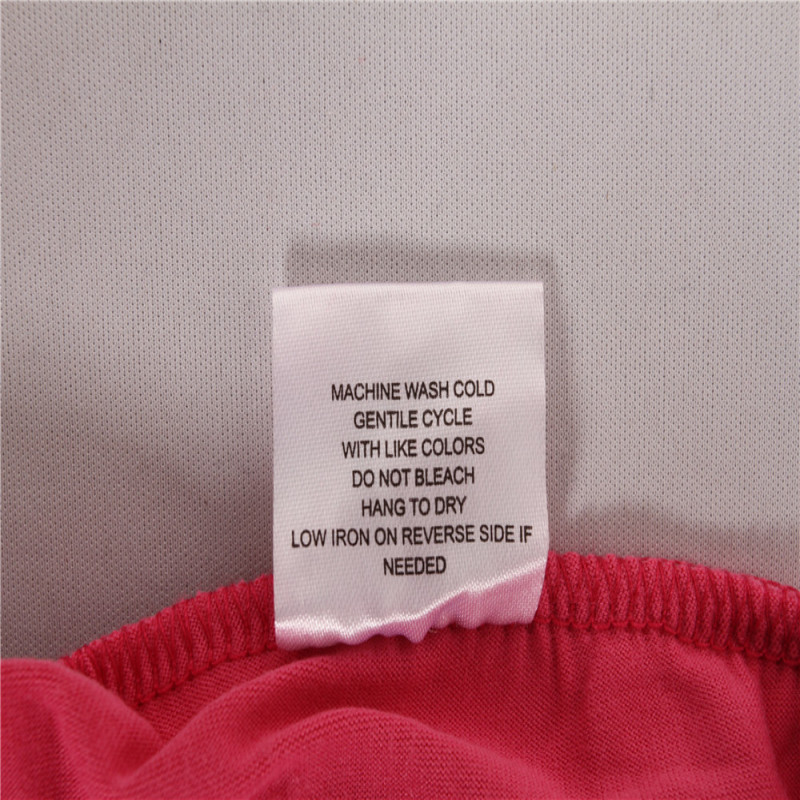 MACHINE WASH COLD
GENTILE CYCLE
WITH LIKE COLORS
DO NOT BLEACH
HANG TO DRY
LOW IRON ON REVERSE SIDE IF
NEEDED